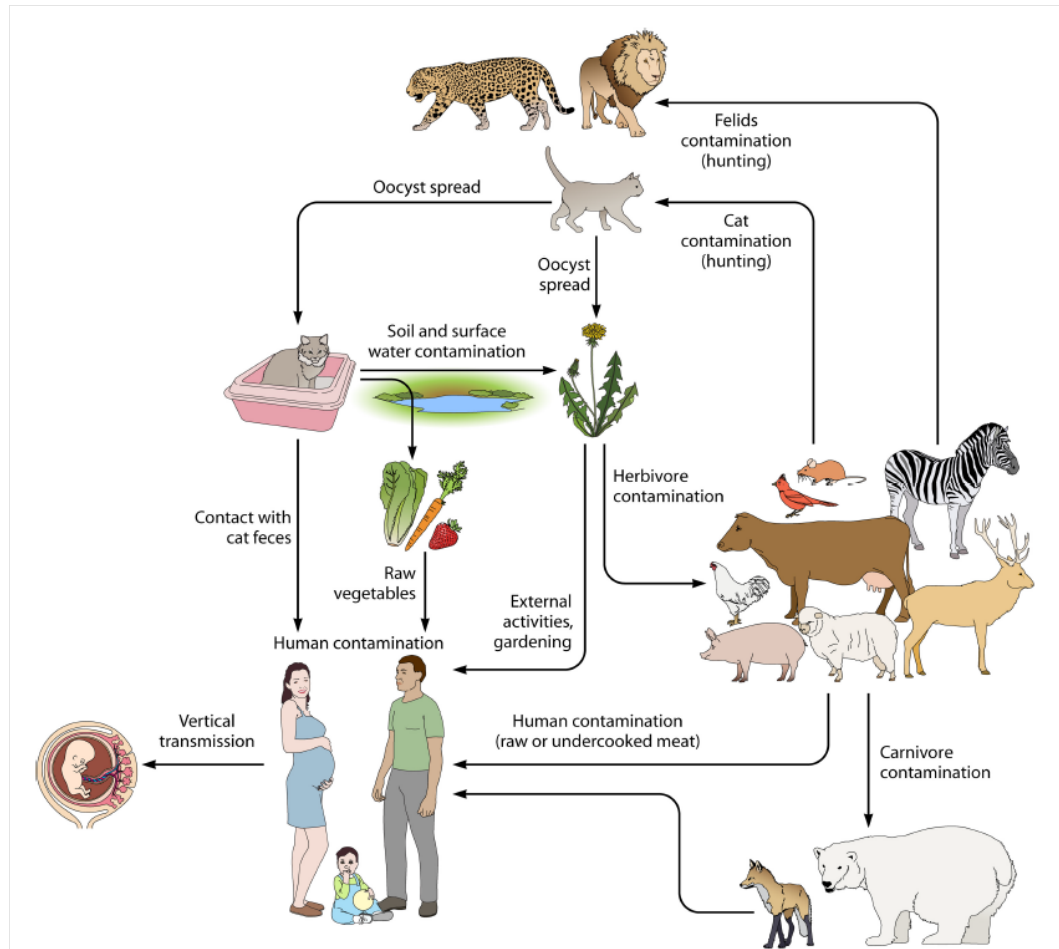 Felids
contamination
(hunting)
Oocyst spread
Cat
contamination
(hunting)
Oocyst
spread
Soil and surface
water contamination
Herbivore
contamination
Contact with
cat feces
Raw
vegetables
External
activities,
gardening
Human contamination
Vertical
transmission
Human contamination
(raw or undercooked meat)
Carnivore
contamination